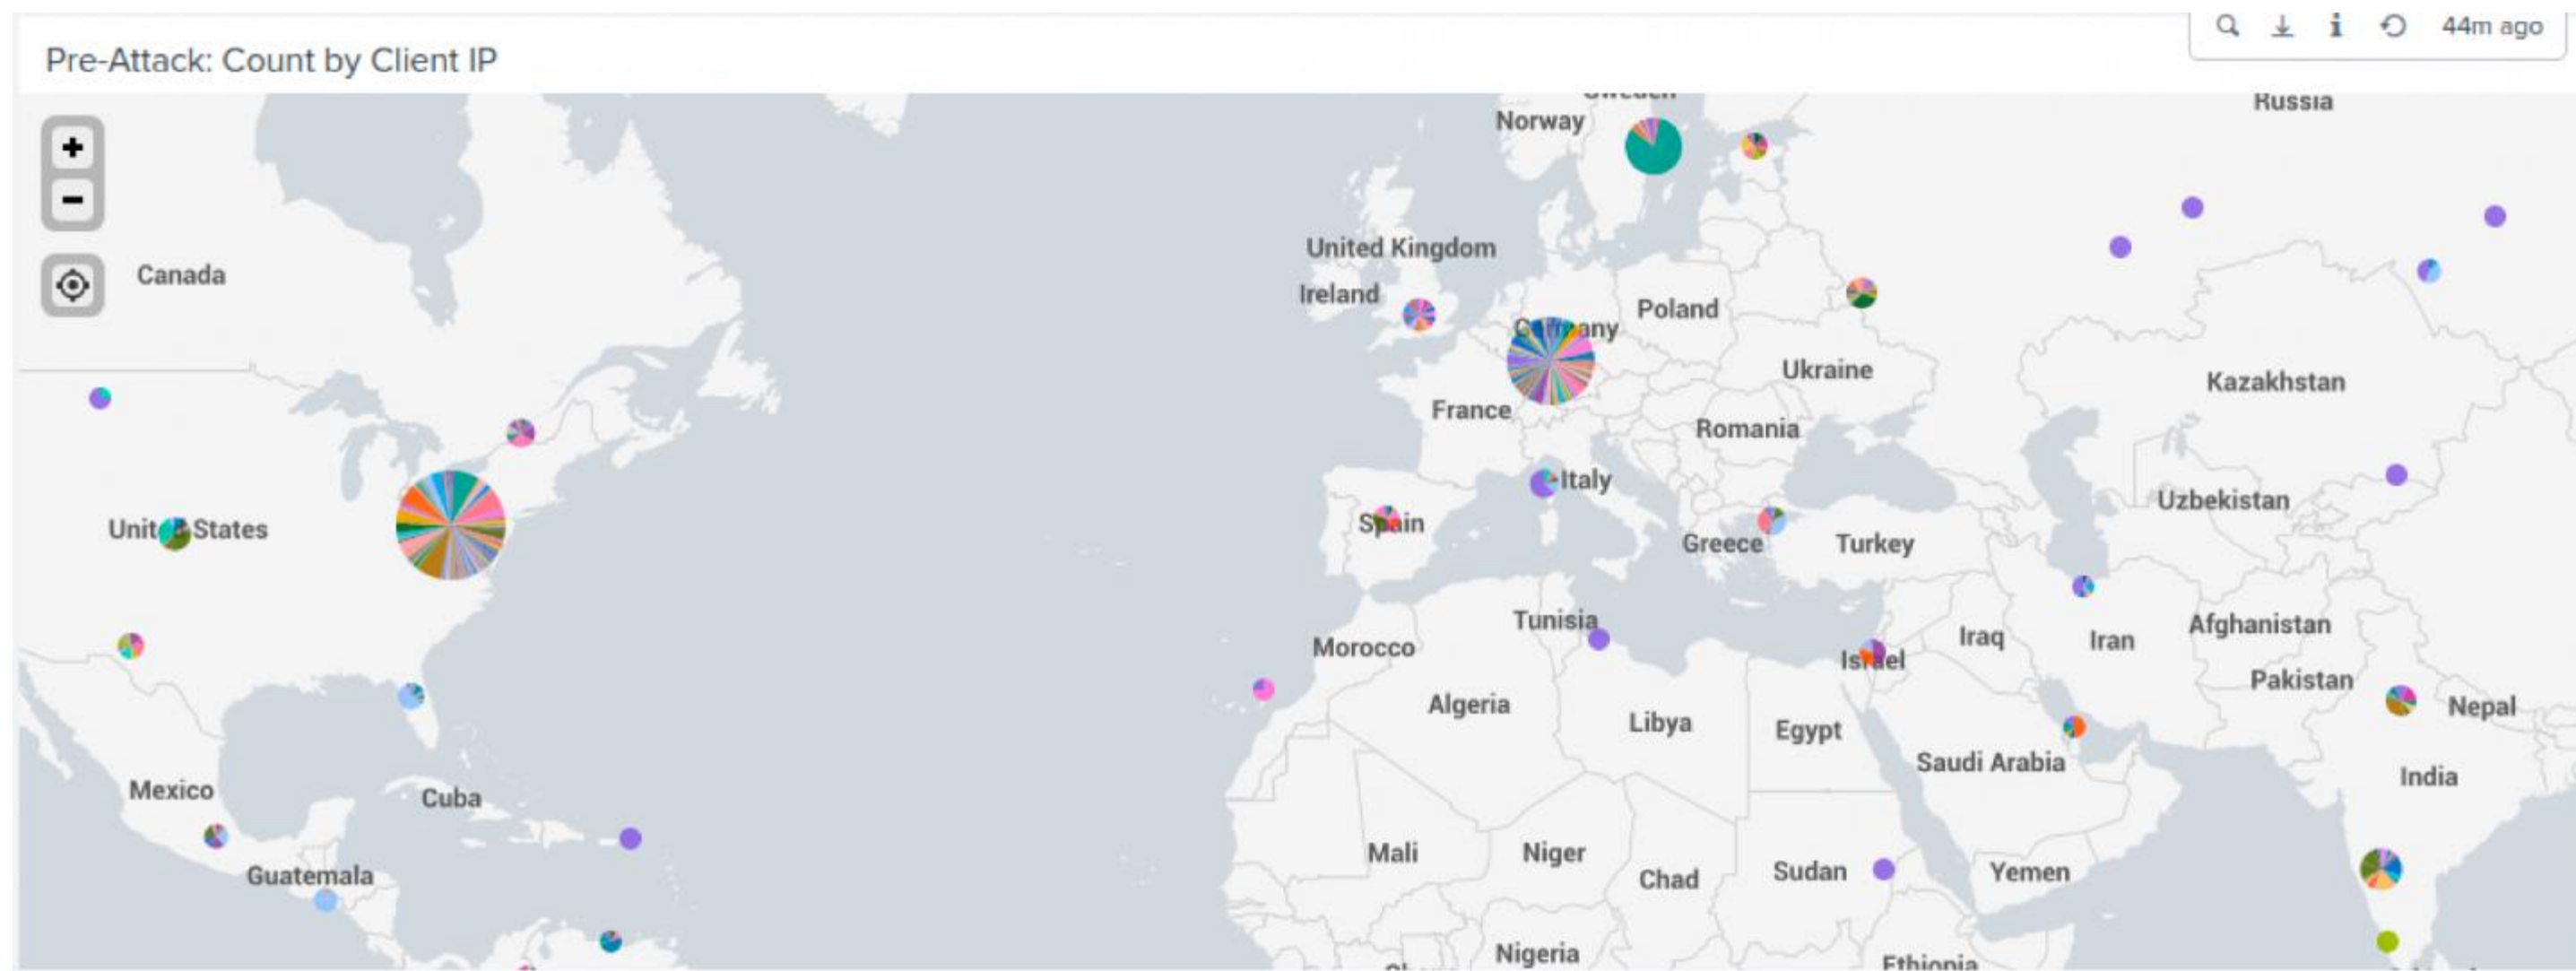 44m ago
Pre-Attack: Count by Client IP
Sweden
Russia
Norway
United Kingdom
Canada
Ireland
Poland
Germany
Ukraine
Kazakhstan
France
Romania
Italy
Uzbekistan
United States
Spain
Greece
Turkey
Tunisia
Afghanistan
Iraq
Iran
Morocco
Israel
Pakistan
Algeria
Nepal
Libya
Egypt
Saudi Arabia
India
Mexico
Cuba
Mali
Niger
Guatemala
Chad
Sudan
Yemen
Nigeria
Ethiopia